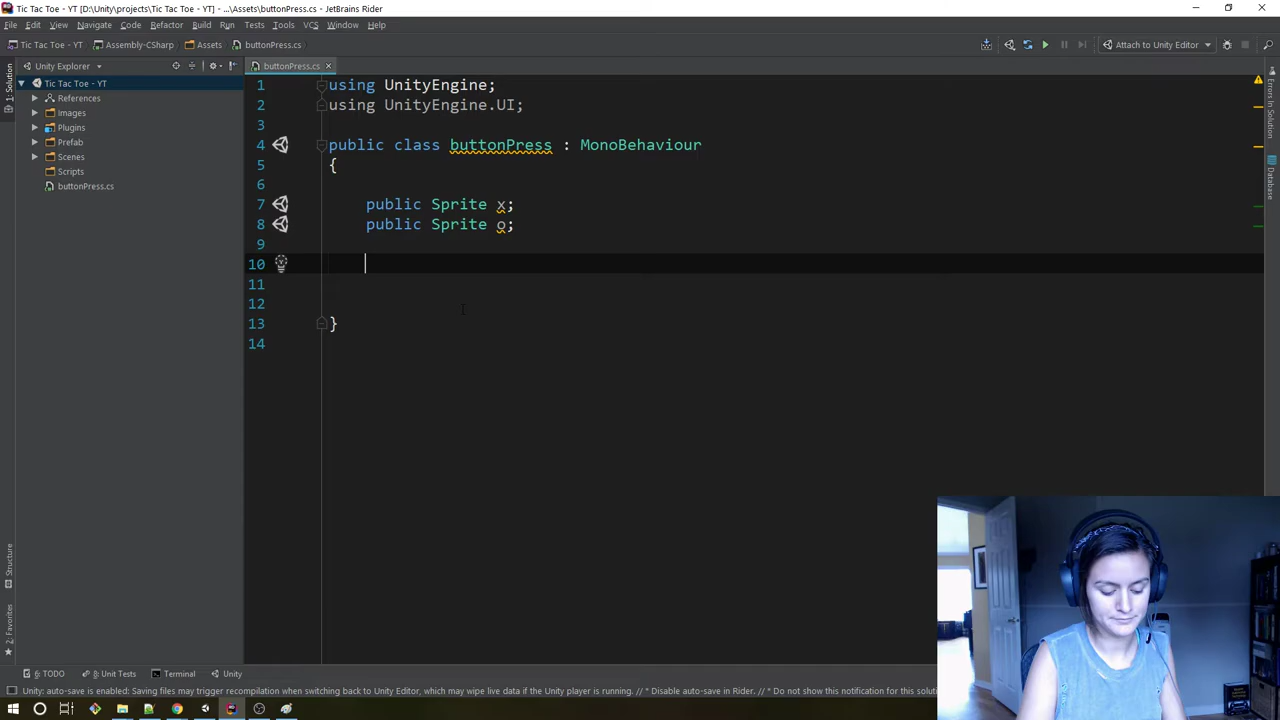 Tic Tac Toe - YT [D:\Unity\projects\Tic Tac Toe - YT] - ...\Assets\buttonPress.cs - JetBrains Rider
File Edit View Navigate Code Refactor Build Run Tests Tools VCS Window Help
Tic Tac Toe - YT Assembly-CSharp Assets buttonPress.cs Attach to Unity Editor
Unity Explorer buttonPress.cs
1: Solution
Tic Tac Toe - YT
References
Images
Plugins
Prefab
Scenes
Scripts
buttonPress.cs
1 using UnityEngine;
2 using UnityEngine.UI;
3
4 public class buttonPress : MonoBehaviour
5 {
6
7 public Sprite x;
8 public Sprite o;
9
10
11
12
13 }
14
Errors In Solution
Database
Structure
2: Favorites
6: TODO 8: Unit Tests Terminal Unity
Unity: auto-save is enabled: Saving files may trigger recompilation when switching back to Unity Editor, which may wipe live data if the Unity player is running. // * Disable auto-save in Rider. // * Do not show this notification for this solutio